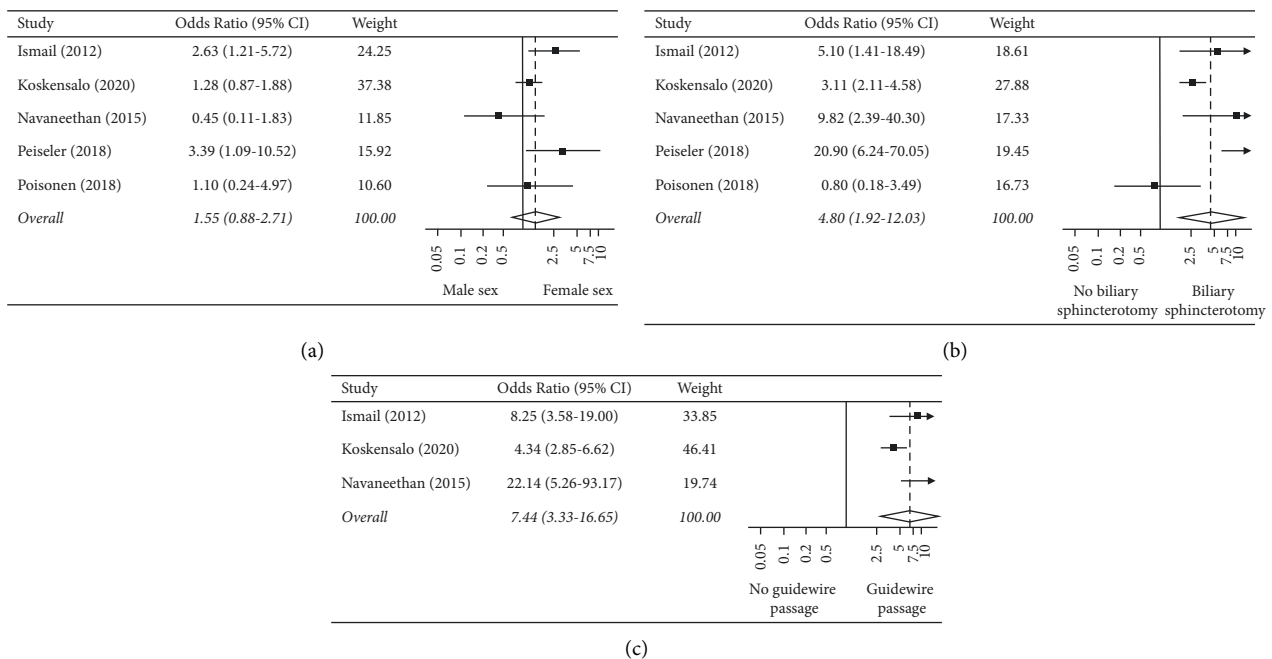 Study Odds Ratio (95% CI) Weight
Ismail (2012) 2.63 (1.21-5.72) 24.25
Koskensalo (2020) 1.28 (0.87-1.88) 37.38
Navaneethan (2015) 0.45 (0.11-1.83) 11.85
Peiseler (2018) 3.39 (1.09-10.52) 15.92
Poisonen (2018) 1.10 (0.24-4.97) 10.60
Overall 1.55 (0.88-2.71) 100.00
0.05 0.1 0.2 0.5 2.5 5 7.5 10
Male sex Female sex
(a)
Study Odds Ratio (95% CI) Weight
Ismail (2012) 5.10 (1.41-18.49) 18.61
Koskensalo (2020) 3.11 (2.11-4.58) 27.88
Navaneethan (2015) 9.82 (2.39-40.30) 17.33
Peiseler (2018) 20.90 (6.24-70.05) 19.45
Poisonen (2018) 0.80 (0.18-3.49) 16.73
Overall 4.80 (1.92-12.03) 100.00
0.05 0.1 0.2 0.5 2.5 5 7.5 10
No biliary Biliary
sphincterotomy sphincterotomy
(b)
Study Odds Ratio (95% CI) Weight
Ismail (2012) 8.25 (3.58-19.00) 33.85
Koskensalo (2020) 4.34 (2.85-6.62) 46.41
Navaneethan (2015) 22.14 (5.26-93.17) 19.74
Overall 7.44 (3.33-16.65) 100.00
0.05 0.1 0.2 0.5 2.5 5 7.5 10
No guidewire Guidewire
passage passage
(c)